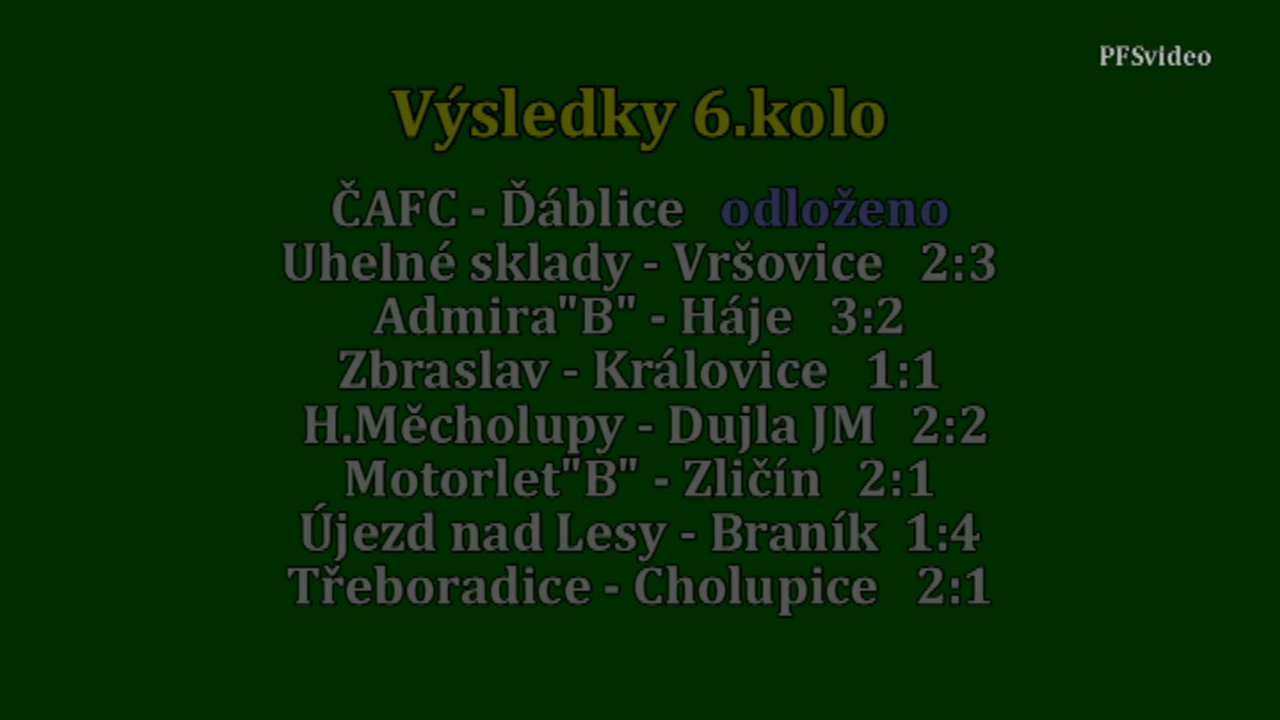 PFSvideo
Výsledky 6.kolo
ČAFC - Ďáblice odloženo
Uhelné sklady - Vršovice 2:3
Admira"B" - Háje 3:2
Zbraslav - Královice 1:1
H.Měcholupy - Dujla JM 2:2
Motorlet"B" - Zličín 2:1
Újezd nad Lesy - Braník 1:4
Třeboradice - Cholupice 2:1